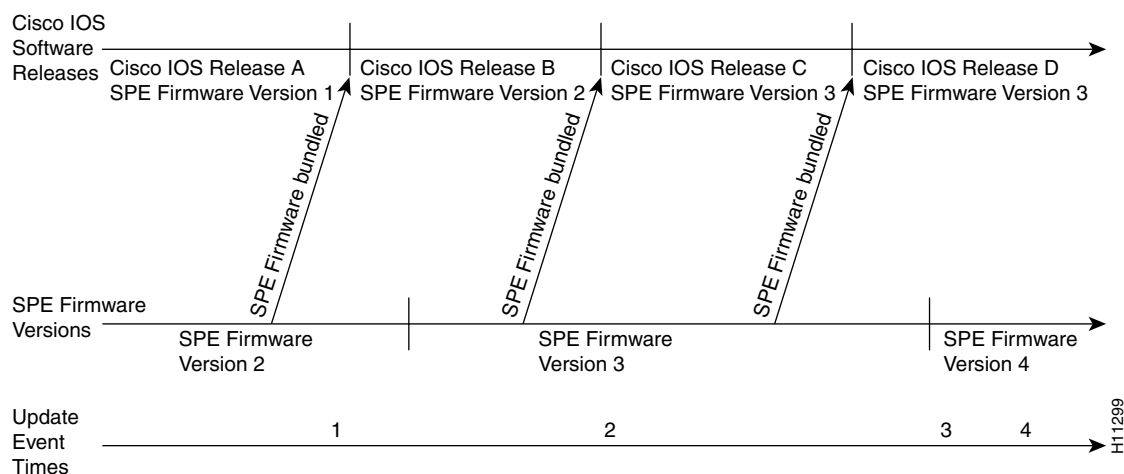 Cisco IOS
Software
Releases
Cisco IOS Release A
SPE Firmware Version 1
Cisco IOS Release B
SPE Firmware Version 2
Cisco IOS Release C
SPE Firmware Version 3
Cisco IOS Release D
SPE Firmware Version 3
SPE Firmware bundled
SPE Firmware bundled
SPE Firmware bundled
SPE Firmware
Versions
SPE Firmware
Version 2
SPE Firmware
Version 3
SPE Firmware
Version 4
Update
Event
Times
1
2
3
4
H11299